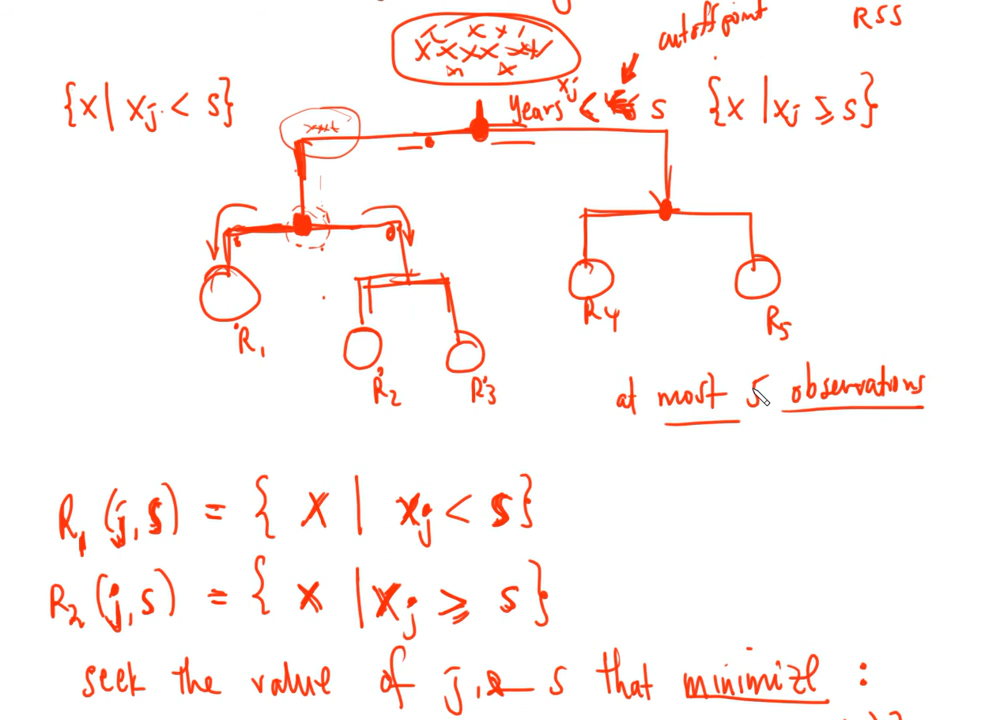 RSS
cutoff point
{x | xj < s}
years xj < s
{x | xj ⩾ s}
R1
R2
R3
R4
R5
at most 5 observations
R1 (j, s) = { X | xj < s}
R2 (j, s) = { X | Xj ⩾ s}
seek the value of j, s that minimize :